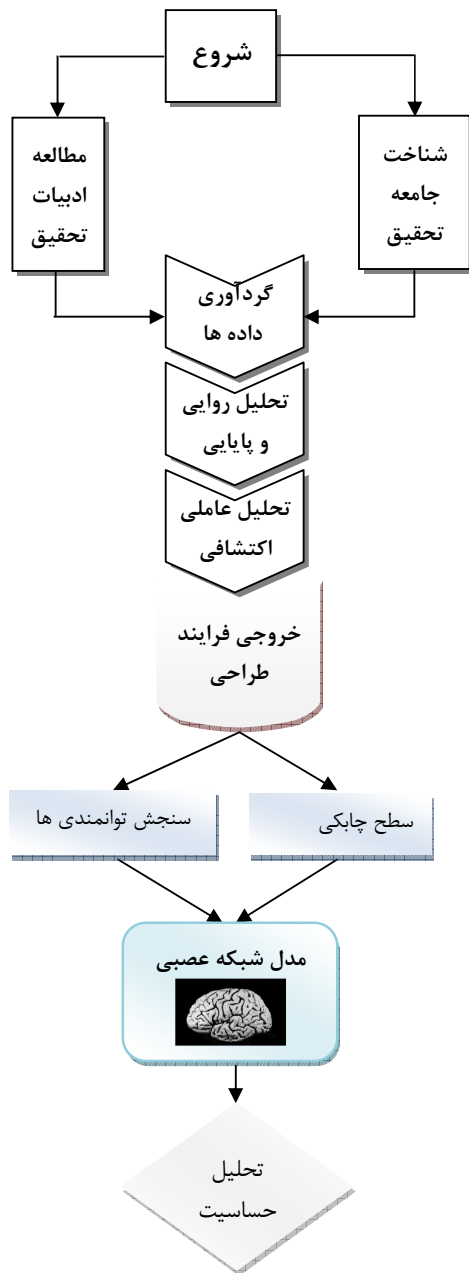 شروع
شناخت
جامعه
تحقیق
مطالعه
ادبیات
تحقیق
گردآوری
داده ها
تحلیل روایی
و پایایی
تحلیل عاملی
اکتشافی
خروجی فرایند
طراحی
سطح چابکی
سنجش توانمندی ها
مدل شبکه عصبی
تحلیل
حساسیت